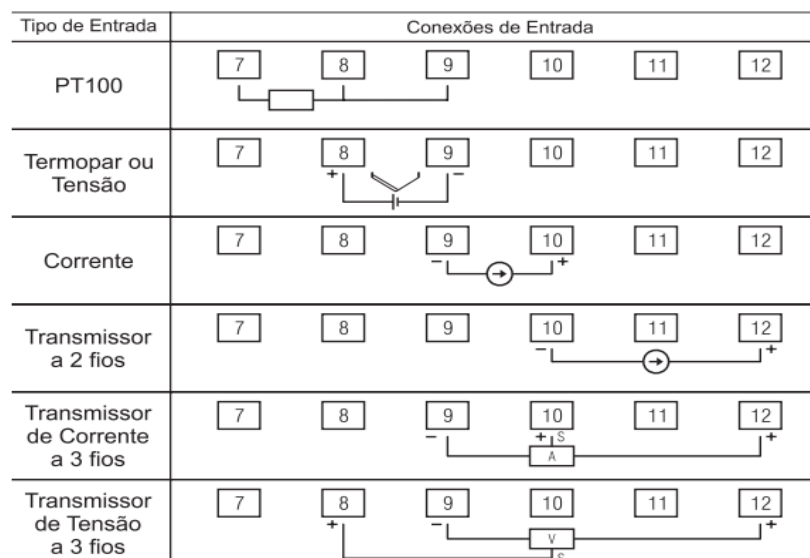 Tipo de Entrada Conexões de Entrada
7 8 9 10 11 12
PT100
7 8 9 10 11 12
+ −
Termopar ou
Tensão
7 8 9 10 11 12
− +
Corrente
7 8 9 10 11 12
− +
Transmissor
a 2 fios
7 8 9 10 11 12
− + S +
A
Transmissor
de Corrente
a 3 fios
7 8 9 10 11 12
+ − +
V
S
Transmissor
de Tensão
a 3 fios